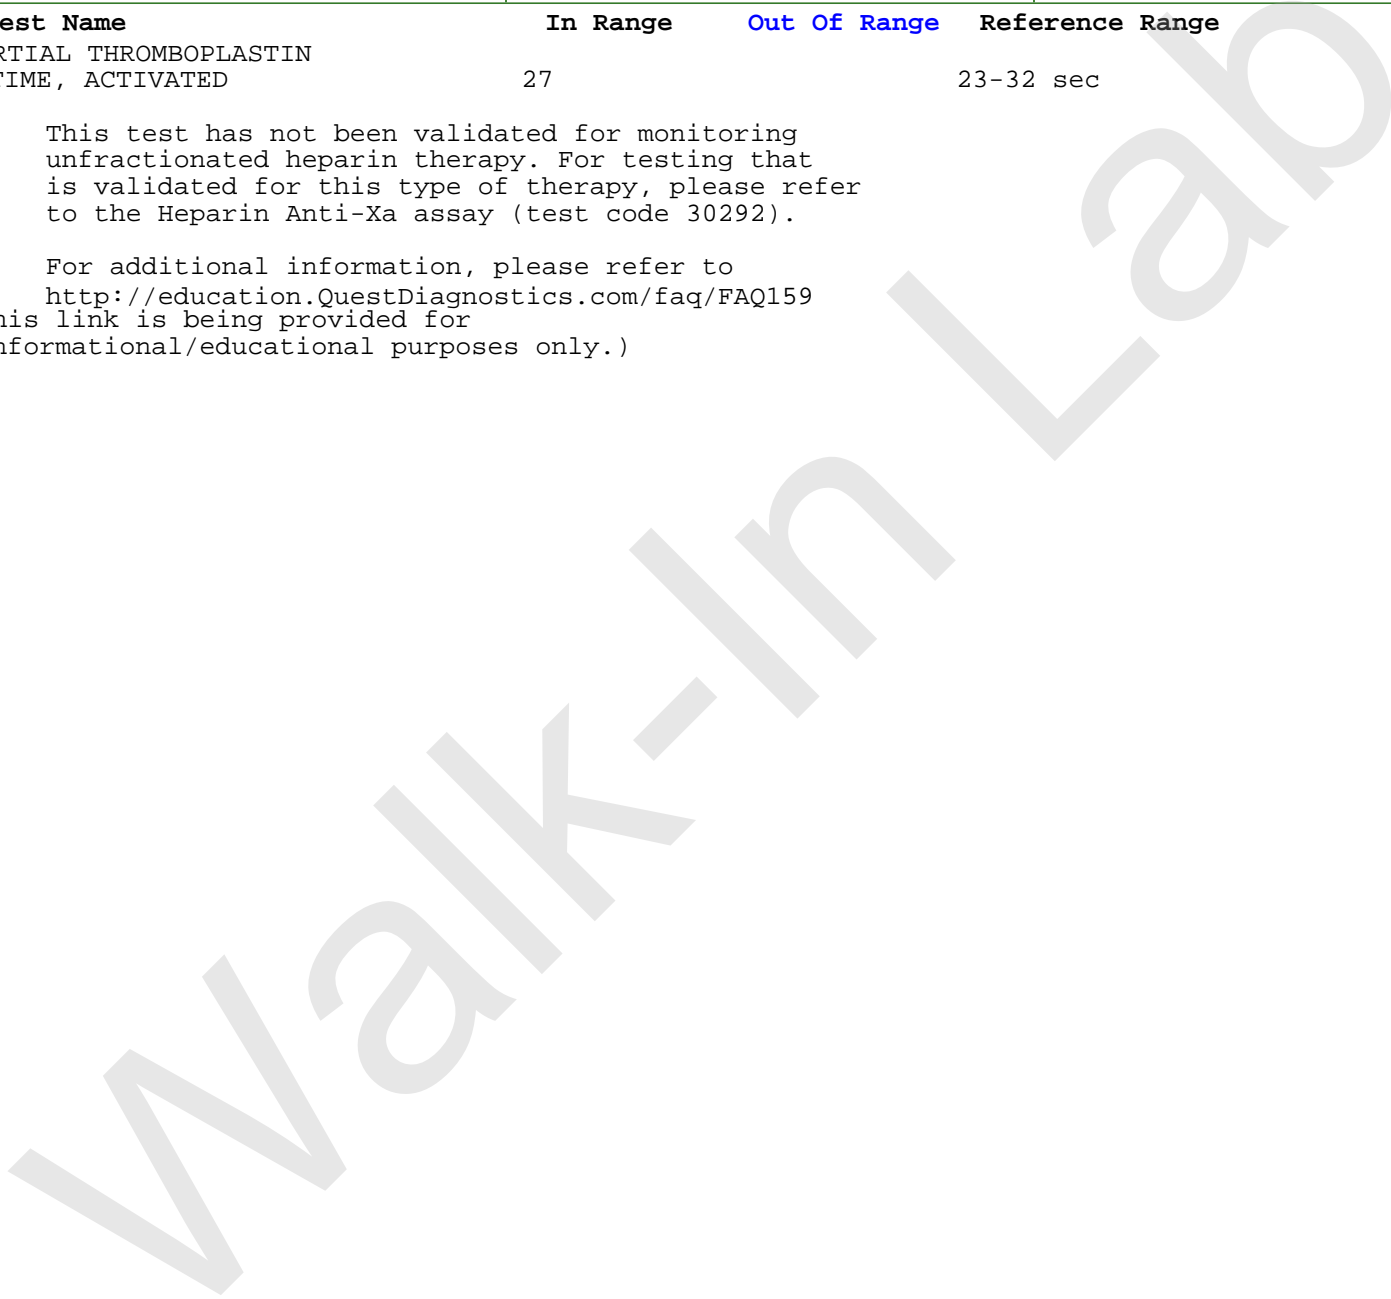 est Name In Range Out Of Range Reference Range
RTIAL THROMBOPLASTIN
TIME, ACTIVATED 27 23-32 sec
This test has not been validated for monitoring
unfractionated heparin therapy. For testing that
is validated for this type of therapy, please refer
to the Heparin Anti-Xa assay (test code 30292).
For additional information, please refer to
http://education.QuestDiagnostics.com/faq/FAQ159
his link is being provided for
nformational/educational purposes only.)
Walk-In Lab